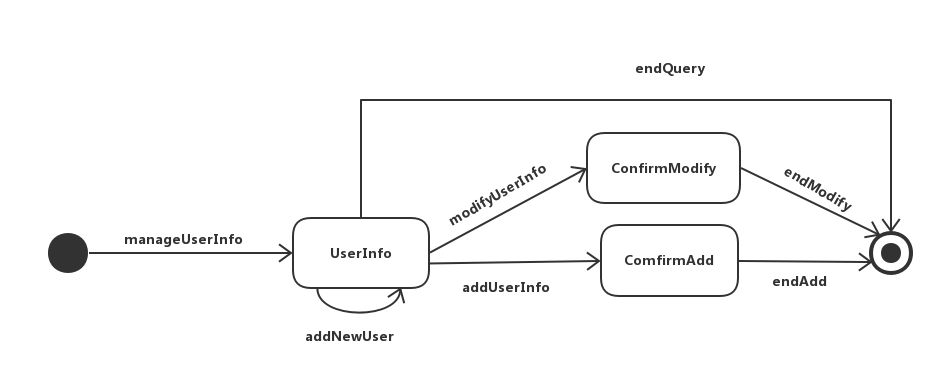 endQuery
ConfirmModify
modifyUserInfo
endModify
manageUserInfo
UserInfo
ComfirmAdd
addUserInfo
endAdd
addNewUser